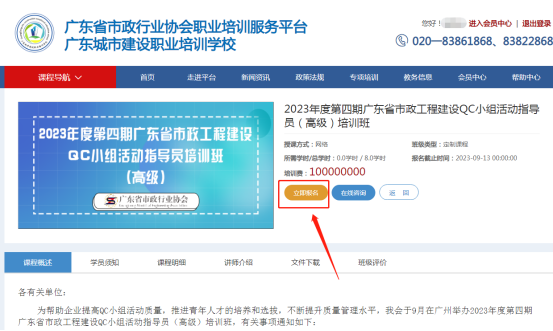 广东省市政行业协会职业培训服务平台
广东城市建设职业培训学校
您好！ 进入会员中心 | 退出登录
020—83861868、83822868
课程导航 首页 走进平台 新闻资讯 政策法规 专项培训 教务信息 会员中心 帮助中心
2023年度第四期广东省市政工程建设
QC小组活动指导员培训班
(高级)
广东省市政行业协会
2023年度第四期广东省市政工程建设QC小组活动指导
员（高级）培训班
授课方式：网络 班级类型：定制课程
所需学时/总学时：0.0学时 / 8.0学时 报名截止时间：2023-09-13 00:00:00
培训费：100000000
立即报名 在线咨询 返 回
课程概述 学员须知 课程明细 讲师介绍 文件下载 班级评价
各有关单位：
为帮助企业提高QC小组活动质量，推进青年人才的培养和选拔，不断提升质量管理水平，我会于9月在广州举办2023年度第四期
广东省市政工程建设QC小组活动指导员（高级）培训班，有关事项通知如下：